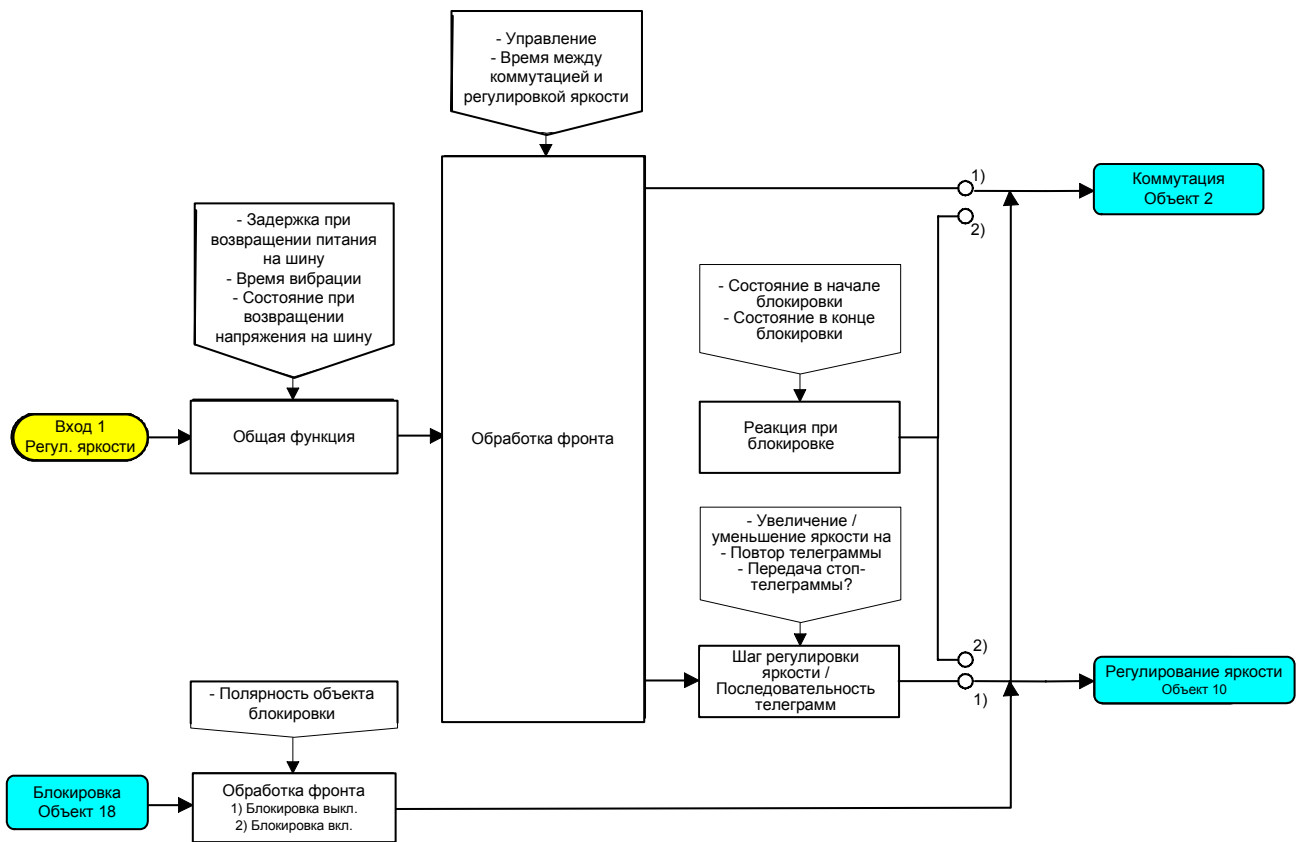 - Управление
- Время между
коммутацией и
регулировкой яркости
1)
Коммутация
Объект 2
2)
- Задержка при
возвращении питания
на шину
- Время вибрации
- Состояние при
возвращении
напряжения на шину
- Состояние в начале
блокировки
- Состояние в конце
блокировки
Вход 1
Регул. яркости
Общая функция
Обработка фронта
Реакция при
блокировке
- Увеличение /
уменьшение яркости на
- Повтор телеграммы
- Передача стоп-
телеграммы?
2)
Шаг регулировки
яркости /
Последовательность
телеграмм
1)
Регулирование яркости
Объект 10
- Полярность объекта
блокировки
Блокировка
Объект 18
Обработка фронта
1) Блокировка выкл.
2) Блокировка вкл.